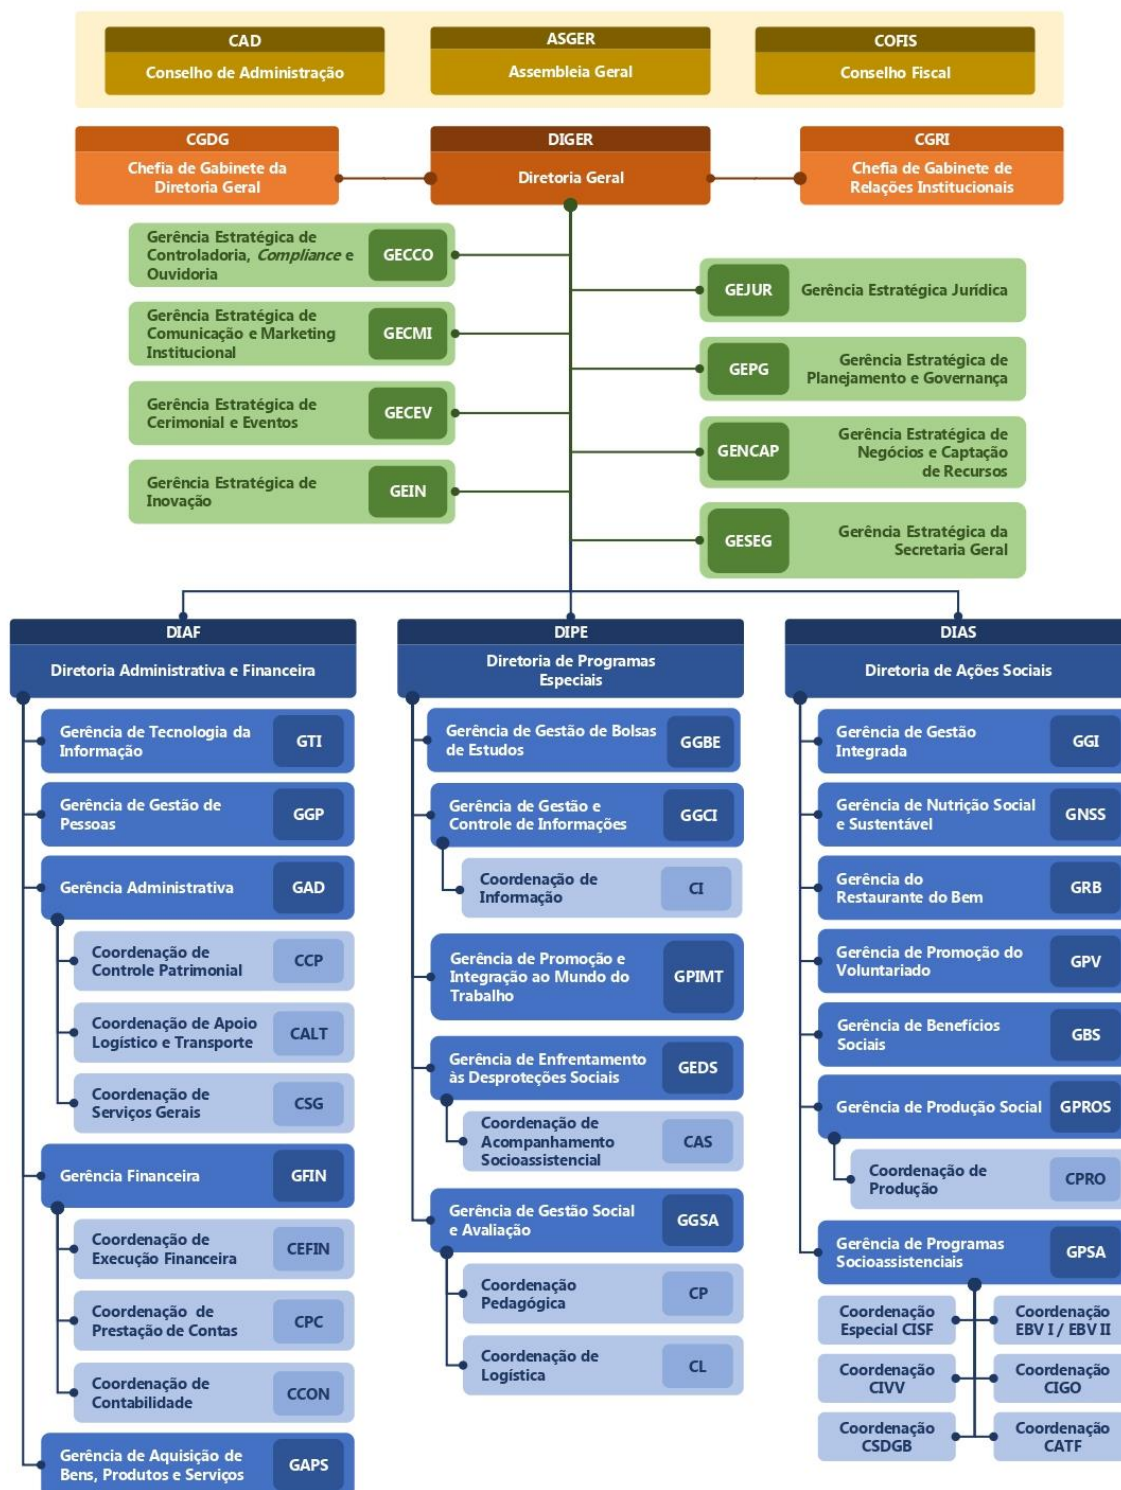 CAD
Conselho de Administração
ASGER
Assembleia Geral
COFIS
Conselho Fiscal
CGDG
Chefia de Gabinete da
Diretoria Geral
DIGER
Diretoria Geral
CGRI
Chefia de Gabinete de
Relações Institucionais
Gerência Estratégica de
Controladoria, Compliance e
Ouvidoria
GECCO
Gerência Estratégica de
Comunicação e Marketing
Institucional
GECMI
Gerência Estratégica de
Cerimonial e Eventos
GECEV
Gerência Estratégica de
Inovação
GEIN
GEJUR
Gerência Estratégica Jurídica
GEPG
Gerência Estratégica de
Planejamento e Governança
GENCAP
Gerência Estratégica de
Negócios e Captação
de Recursos
GESEG
Gerência Estratégica da
Secretaria Geral
DIAF
Diretoria Administrativa e Financeira
Gerência de Tecnologia da
Informação
GTI
Gerência de Gestão de
Pessoas
GGP
Gerência Administrativa
GAD
Coordenação de
Controle Patrimonial
CCP
Coordenação de Apoio
Logístico e Transporte
CALT
Coordenação de
Serviços Gerais
CSG
Gerência Financeira
GFIN
Coordenação de
Execução Financeira
CEFIN
Coordenação de
Prestação de Contas
CPC
Coordenação de
Contabilidade
CCON
Gerência de Aquisição de
Bens, Produtos e Serviços
GAPS
DIPE
Diretoria de Programas
Especiais
Gerência de Gestão de Bolsas
de Estudos
GGBE
Gerência de Gestão e
Controle de Informações
GGCI
Coordenação de
Informação
CI
Gerência de Promoção e
Integração ao Mundo do
Trabalho
GPIMT
Gerência de Enfrentamento
às Desproteções Sociais
GEDS
Coordenação de
Acompanhamento
Socioassistencial
CAS
Gerência de Gestão Social
e Avaliação
GGSA
Coordenação
Pedagógica
CP
Coordenação de
Logística
CL
DIAS
Diretoria de Ações Sociais
Gerência de Gestão
Integrada
GGI
Gerência de Nutrição Social
e Sustentável
GNSS
Gerência do
Restaurante do Bem
GRB
Gerência de Promoção do
Voluntariado
GPV
Gerência de Benefícios
Sociais
GBS
Gerência de Produção Social
GPROS
Coordenação de
Produção
CPRO
Gerência de Programas
Socioassistenciais
GPSA
Coordenação
Especial CISF
Coordenação
EBV I / EBV II
Coordenação
CIVV
Coordenação
CIGO
Coordenação
CSDGB
Coordenação
CATF